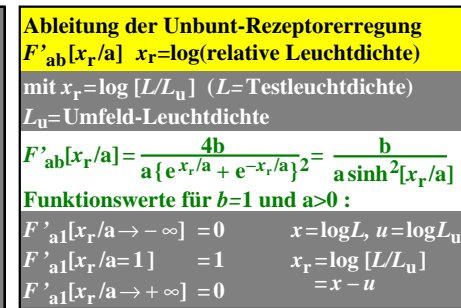 Ableitung der Unbunt-Rezeptorerregung
F’ab[xr/a] xr=log(relative Leuchtdichte)
mit xr=log [L/Lu] (L=Testleuchtdichte)
Lu=Umfeld-Leuchtdichte
F’ab[xr/a]= 4b / a{e^xr/a + e^−xr/a}^2 = b / a sinh^2[xr/a]
Funktionswerte für b=1 und a>0 :
F’a1[xr/a→ − ∞] =0 x=logL, u=logLu
F’a1[xr/a=1] =1 xr=log [L/Lu]
F’a1[xr/a→ + ∞] =0 =x − u